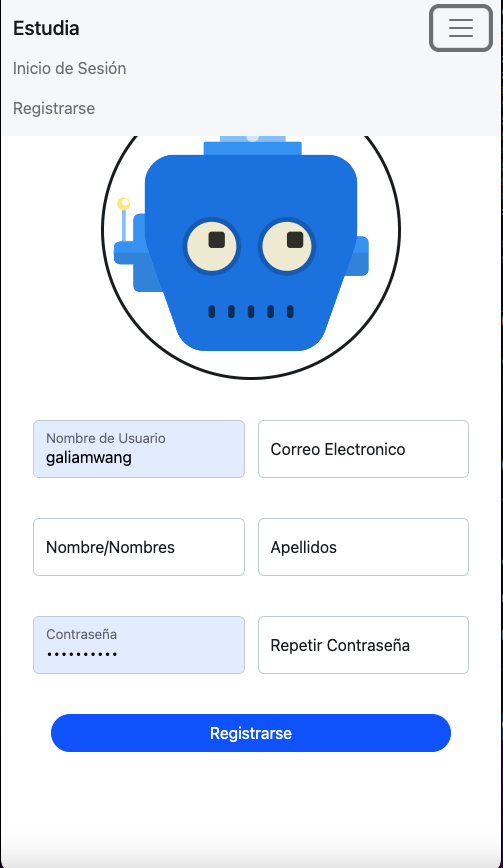 Estudia
Inicio de Sesión
Registrarse
Nombre de Usuario
galiamwang
Correo Electronico
Nombre/Nombres
Apellidos
Contraseña
••••••••••
Repetir Contraseña
Registrarse